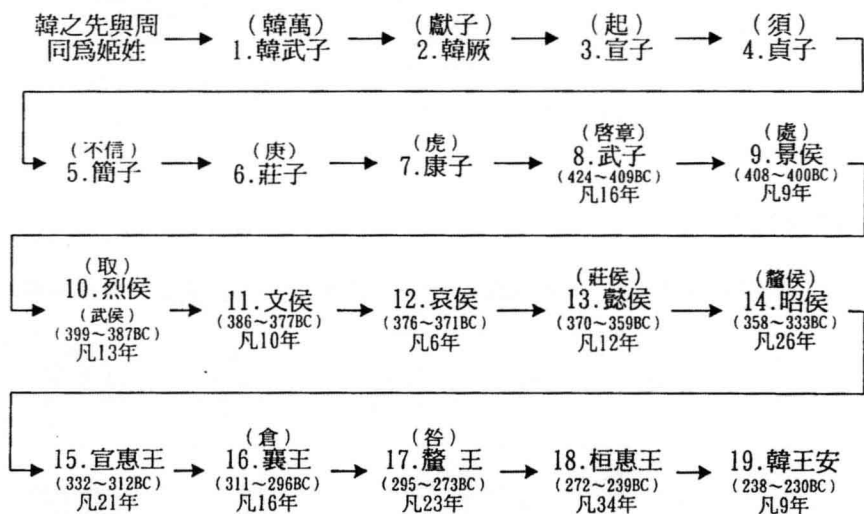 韓之先與周
同爲姬姓
(韓萬)
1.韓武子
(獻子)
2.韓厥
(起)
3.宣子
(須)
4.貞子
(不信)
5.簡子
(庚)
6.莊子
(虎)
7.康子
(啓章)
8.武子
(424~409BC)
凡16年
(處)
9.景侯
(408~400BC)
凡9年
(取)
10.烈侯
(武侯)
(399~387BC)
凡13年
11.文侯
(386~377BC)
凡10年
12.哀侯
(376~371BC)
凡6年
(莊侯)
13.懿侯
(370~359BC)
凡12年
(釐侯)
14.昭侯
(358~333BC)
凡26年
15.宣惠王
(332~312BC)
凡21年
(倉)
16.襄王
(311~296BC)
凡16年
(咎)
17.釐 王
(295~273BC)
凡23年
18.桓惠王
(272~239BC)
凡34年
19.韓王安
(238~230BC)
凡9年